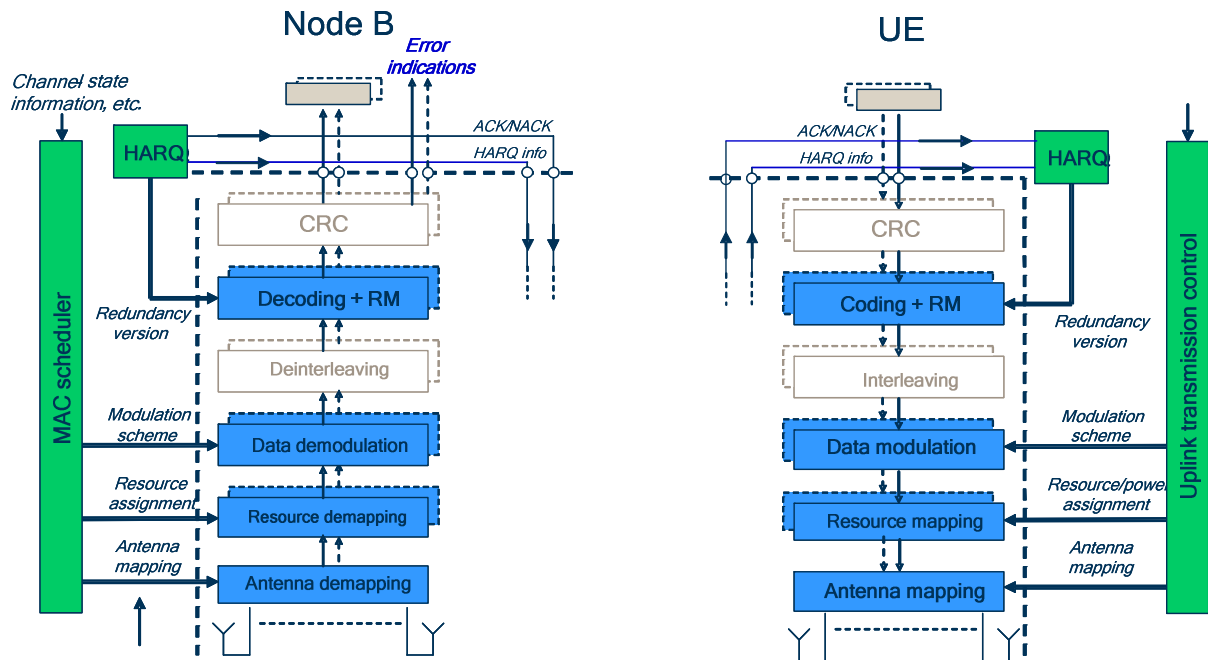 Node B
UE
Error
indications
Channel state
information, etc.
ACK/NACK
HARQ
HARQ info
ACK/NACK
HARQ info
HARQ
CRC
CRC
Decoding + RM
Coding + RM
Redundancy
version
Redundancy
version
MAC scheduler
Uplink transmission control
Deinterleaving
Interleaving
Modulation
scheme
Data demodulation
Data modulation
Modulation
scheme
Resource
assignment
Resource demapping
Resource mapping
Resource/power
assignment
Antenna
mapping
Antenna demapping
Antenna mapping
Antenna
mapping